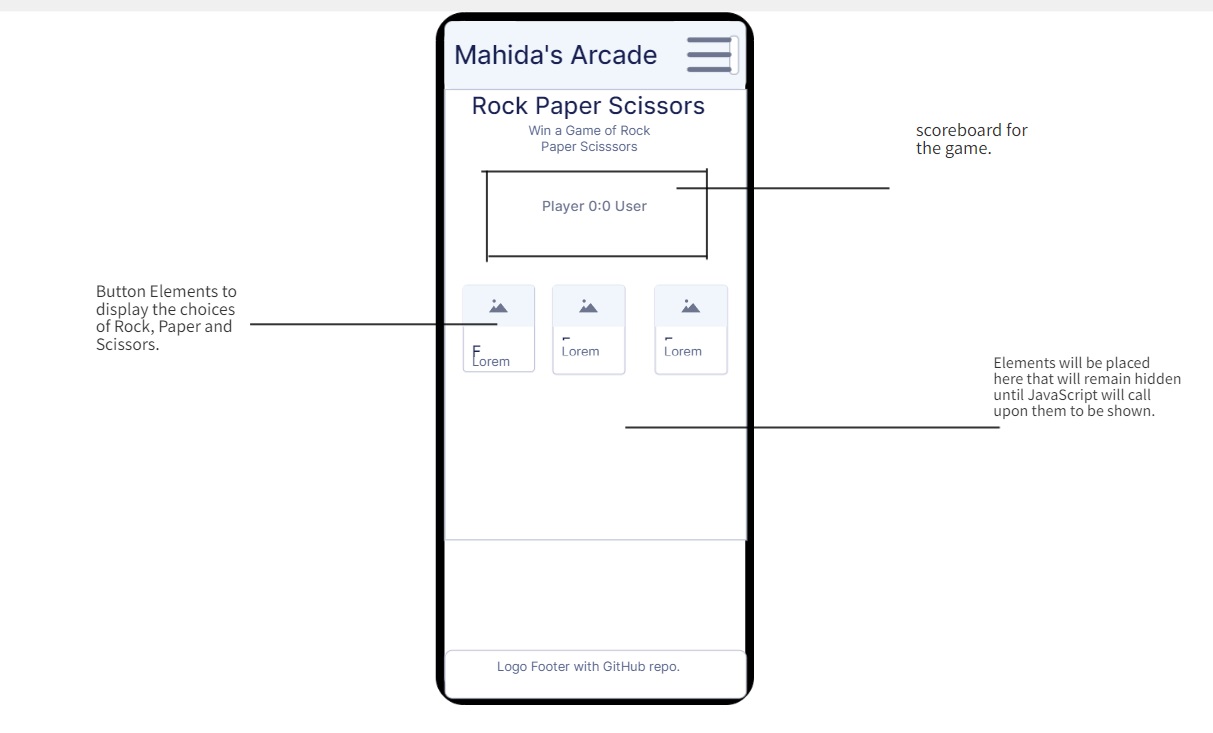 Mahida's Arcade
Rock Paper Scissors
Win a Game of Rock
Paper Scisssors
scoreboard for
the game.
Player 0:0 User
Button Elements to
display the choices
of Rock, Paper and
Scissors.
Lorem
Lorem
Lorem
Elements will be placed
here that will remain hidden
until JavaScript will call
upon them to be shown.
Logo Footer with GitHub repo.